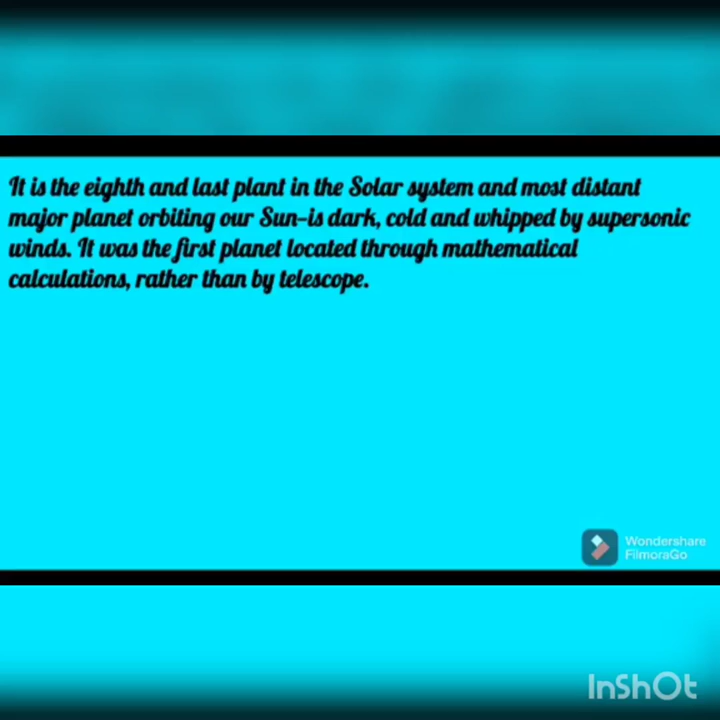 It is the eighth and last plant in the Solar system and most distant
major planet orbiting our Sun–is dark, cold and whipped by supersonic
winds. It was the first planet located through mathematical
calculations, rather than by telescope.
Wondershare
FilmoraGo
InShOt